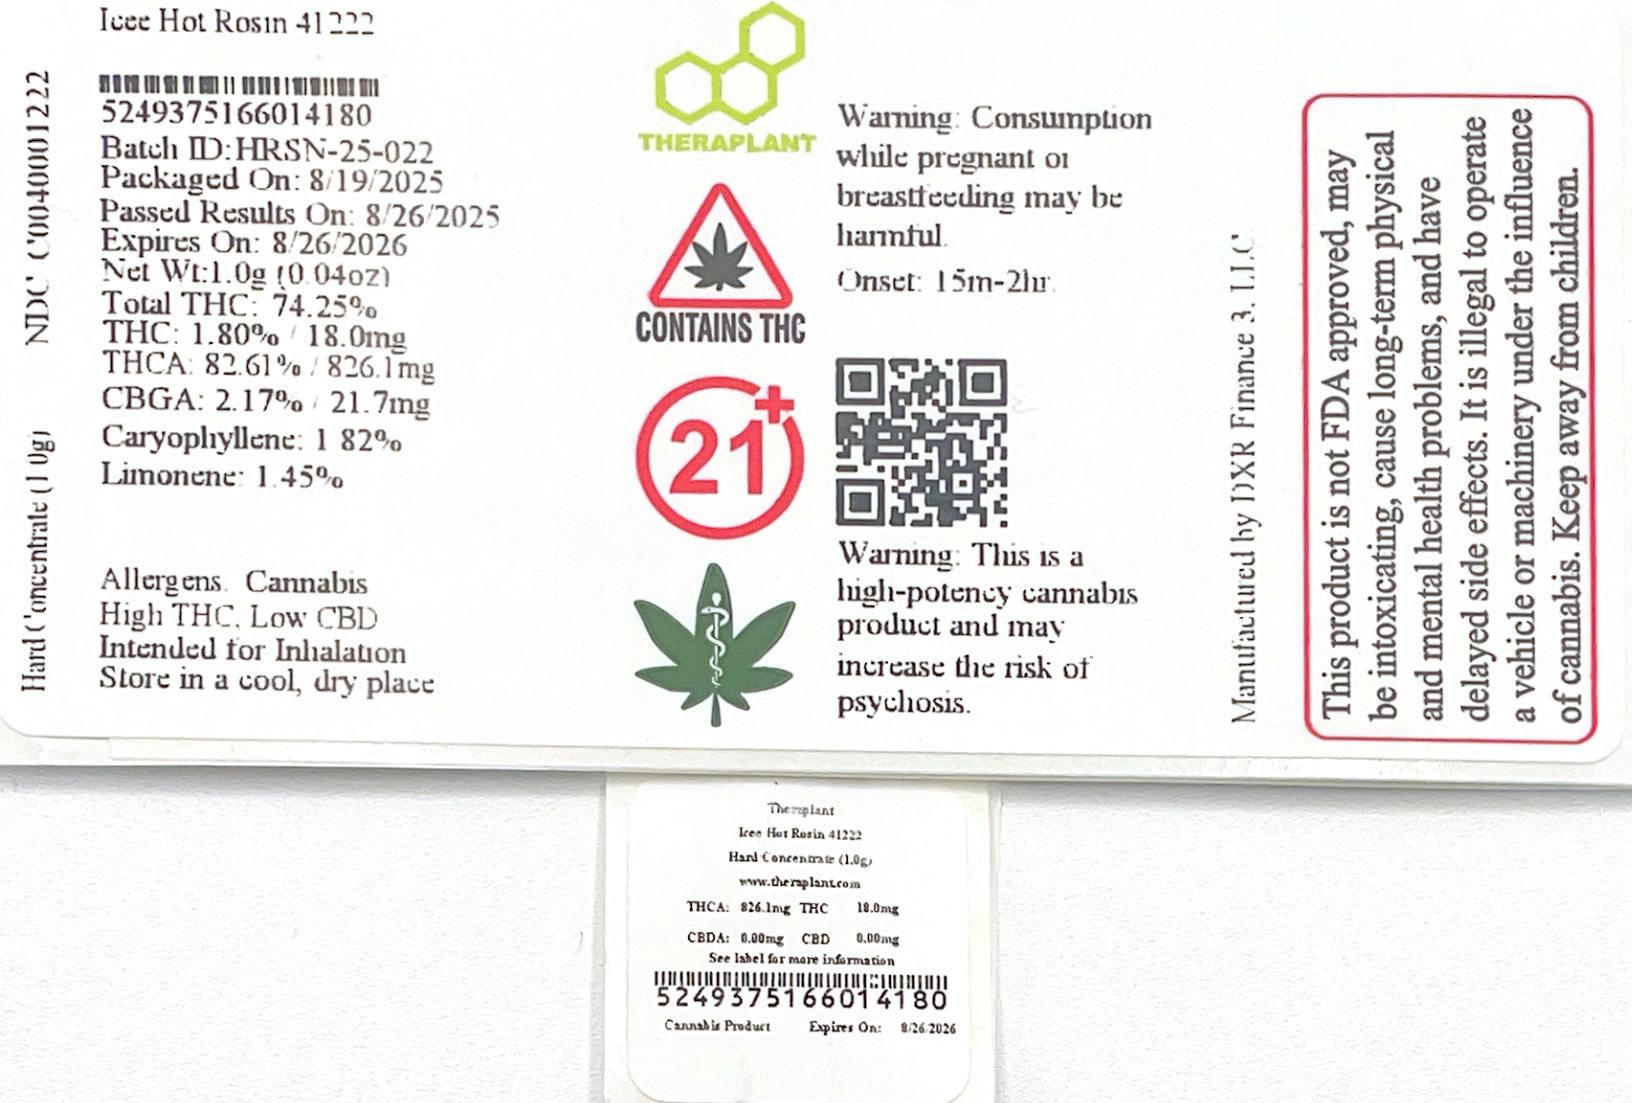 Icee Hot Rosin 41222
5249375166014180
Batch ID:HRSN-25-022
Packaged On: 8/19/2025
Passed Results On: 8/26/2025
Expires On: 8/26/2026
Net Wt:1.0g (0.04oz)
Total THC: 74.25%
THC: 1.80% / 18.0mg
THCA: 82.61% / 826.1mg
CBGA: 2.17% / 21.7mg
Caryophyllene: 1.82%
Limonene: 1.45%
Allergens: Cannabis
High THC, Low CBD
Intended for Inhalation
Store in a cool, dry place
Hard Concentrate (1.0g) NDC C00400001222
THERAPLANT
CONTAINS THC
21+
Warning: Consumption
while pregnant or
breastfeeding may be
harmful.
Onset: 15m-2hr.
Warning: This is a
high-potency cannabis
product and may
increase the risk of
psychosis.
Manufactured by DXR Finance 3, LLC
This product is not FDA approved, may
be intoxicating, cause long-term physical
and mental health problems, and have
delayed side effects. It is illegal to operate
a vehicle or machinery under the influence
of cannabis. Keep away from children.
Theraplant
Icee Hot Rosin 41222
Hard Concentrate (1.0g)
www.theraplant.com
THCA: 826.1mg THC 18.0mg
CBDA: 0.00mg CBD 0.00mg
See label for more information
5249375166014180
Cannabis Product Expires On: 8/26/2026